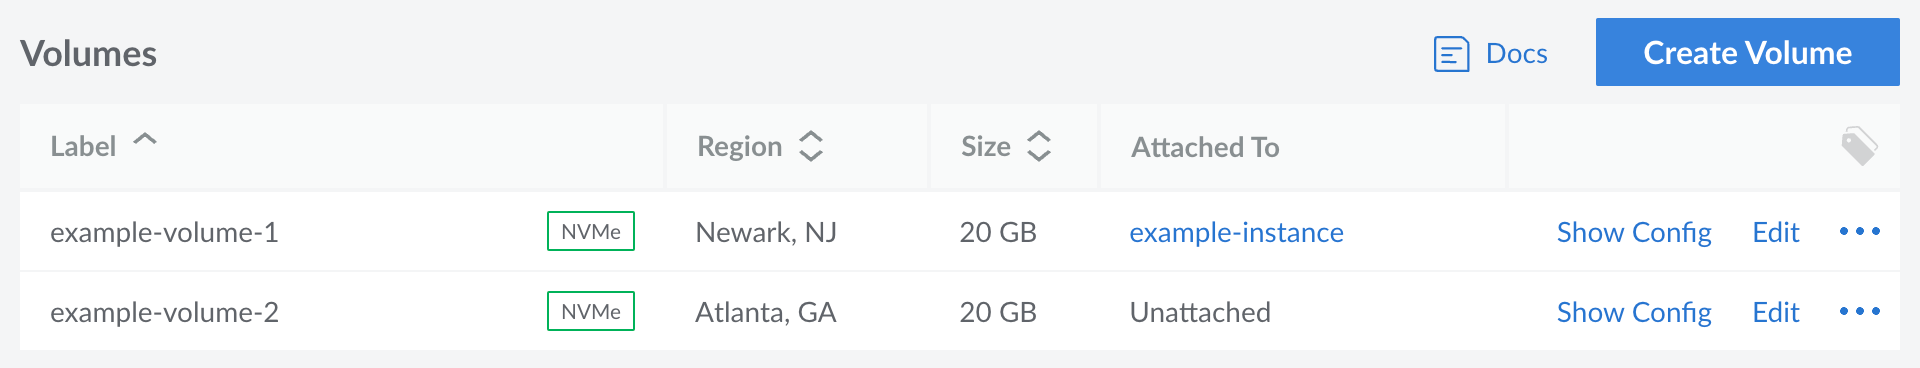 Volumes Docs Create Volume
Label Region Size Attached To
example-volume-1 NVMe Newark, NJ 20 GB example-instance Show Config Edit
example-volume-2 NVMe Atlanta, GA 20 GB Unattached Show Config Edit